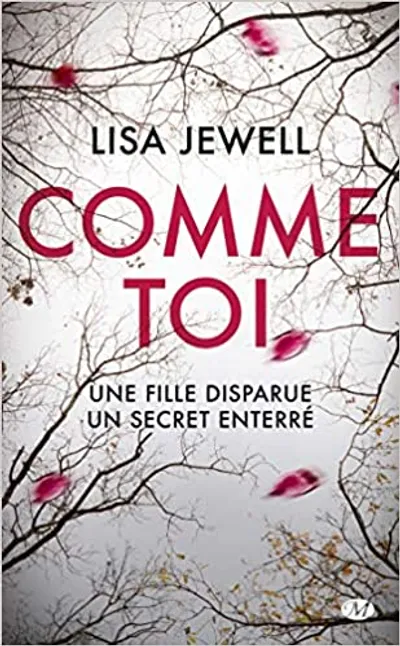 LISA JEWELL
COMME
TOI
UNE FILLE DISPARUE
UN SECRET ENTERRÉ
M